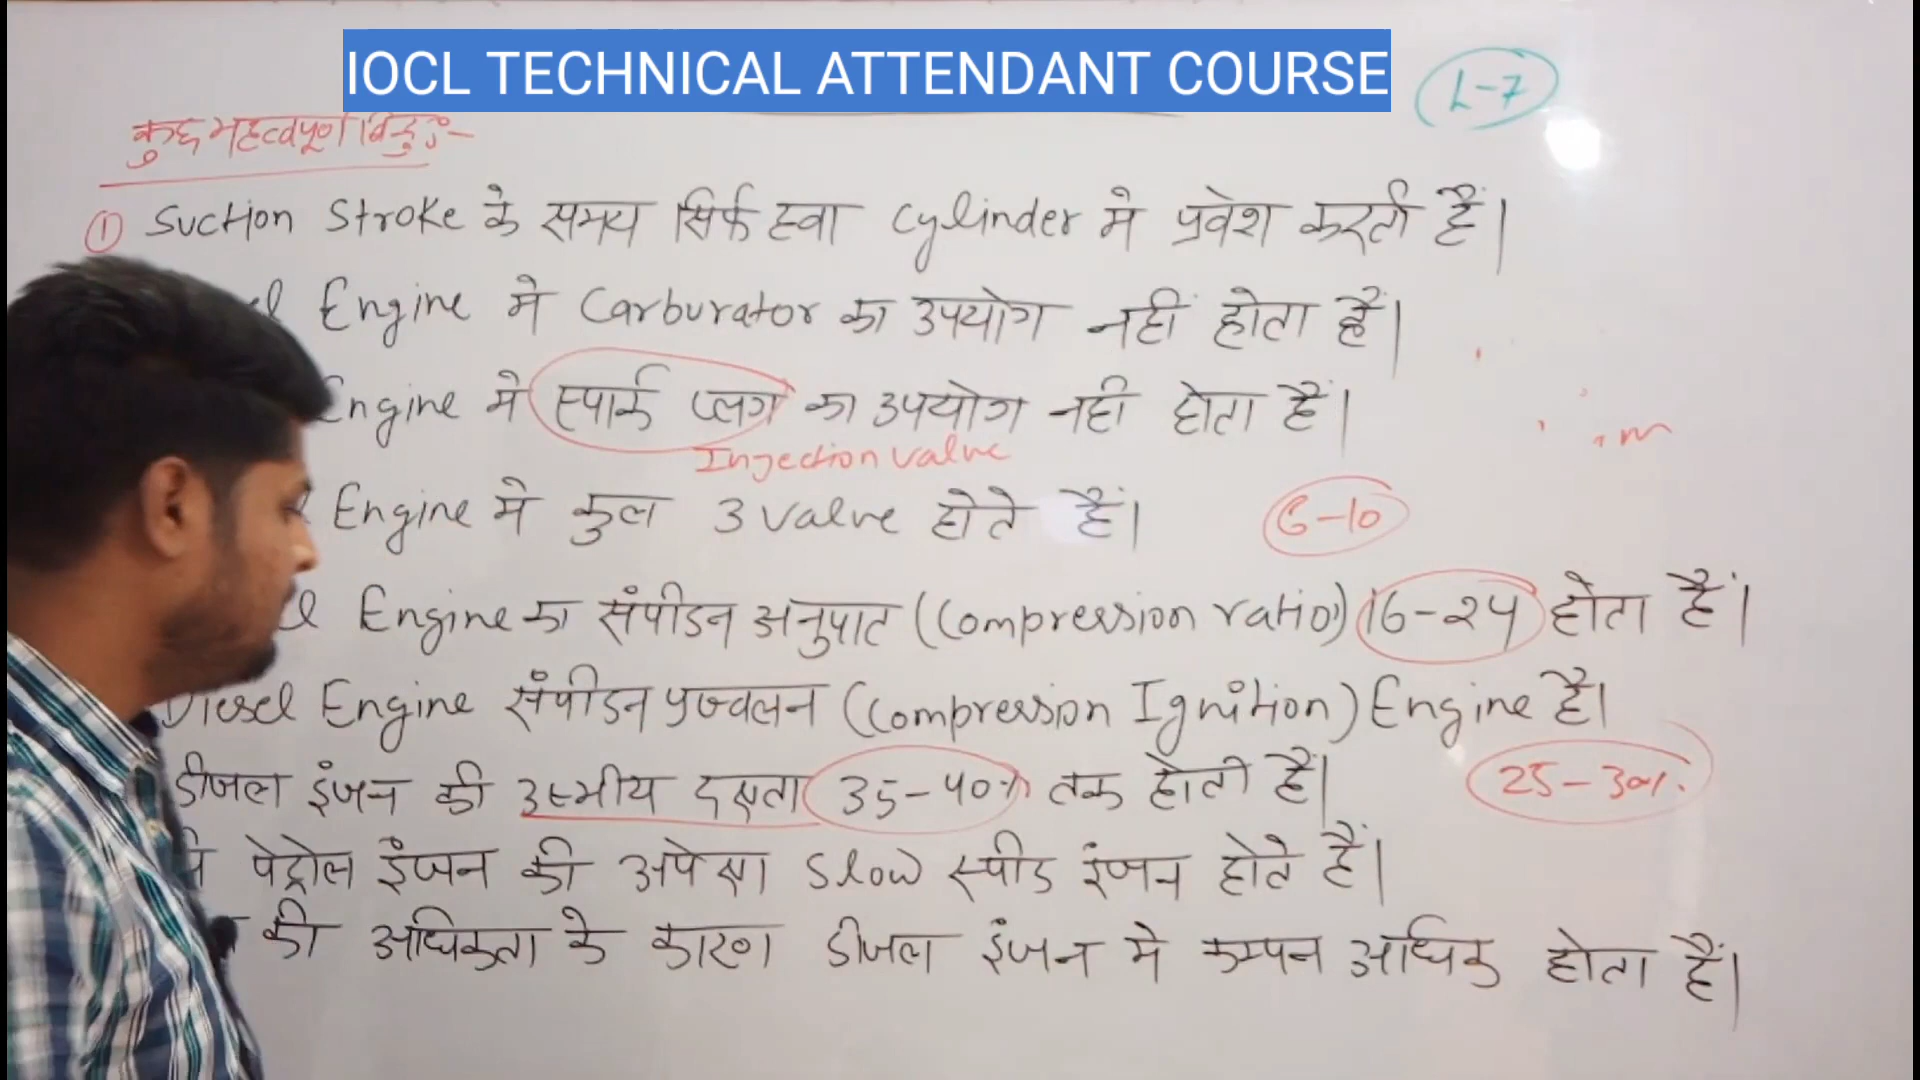 IOCL TECHNICAL ATTENDANT COURSE
L-7
कुछ महत्वपूर्ण बिन्दु :-
① Suction Stroke के समय सिर्फ हवा Cylinder मे प्रवेश करती है।
Engine मे Carburator का उपयोग नहीं होता है।
Engine मे स्पार्क प्लग का उपयोग नही होता है।
Injection valve
Engine मे कुल 3 valve होते है।
6-10
Engine का संपीडन अनुपात (Compression ratio) 16-24 होता है।
Diesel Engine संपीडन प्रज्वलन (Compression Ignition) Engine है।
डीजल इंजन की उष्मीय दक्षता 35-40% तक होती है।
25-30%.
पेट्रोल इंजन की अपेक्षा Slow स्पीड इंजन होते है।
की अधिकता के कारण डीजल इंजन मे कम्पन अधिक होता है।